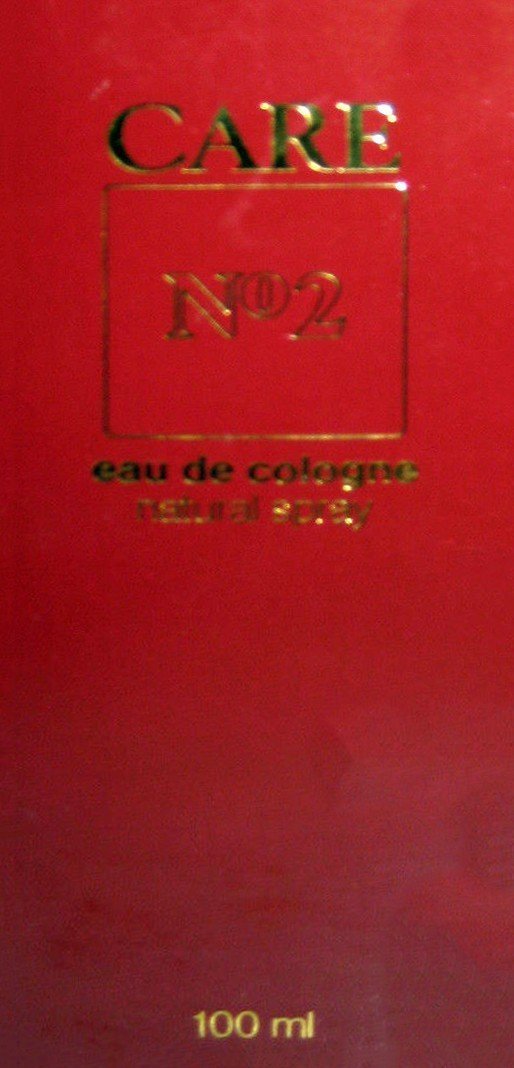 CARE
Nº2
eau de cologne
natural spray
100 ml